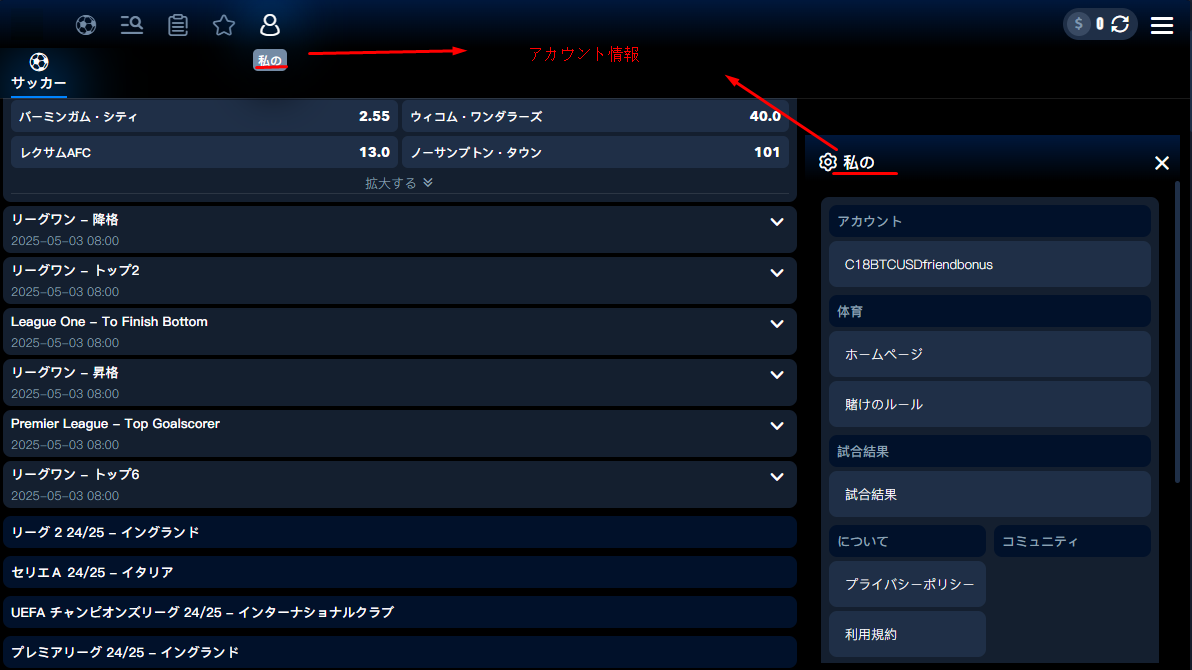 $ 0
私の
アカウント情報
サッカー
バーミンガム・シティ 2.55 ウィコム・ワンダラーズ 40.0
レクサムAFC 13.0 ノーサンプトン・タウン 101
拡大する
リーグワン – 降格
2025-05-03 08:00
リーグワン – トップ2
2025-05-03 08:00
League One – To Finish Bottom
2025-05-03 08:00
リーグワン – 昇格
2025-05-03 08:00
Premier League – Top Goalscorer
2025-05-03 08:00
リーグワン – トップ6
2025-05-03 08:00
リーグ 2 24/25 – イングランド
セリエ A 24/25 – イタリア
UEFA チャンピオンズリーグ 24/25 – インターナショナルクラブ
プレミアリーグ 24/25 – イングランド
私の
アカウント
C18BTCUSDfriendbonus
体育
ホームページ
賭けのルール
試合結果
試合結果
について コミュニティ
プライバシーポリシー
利用規約